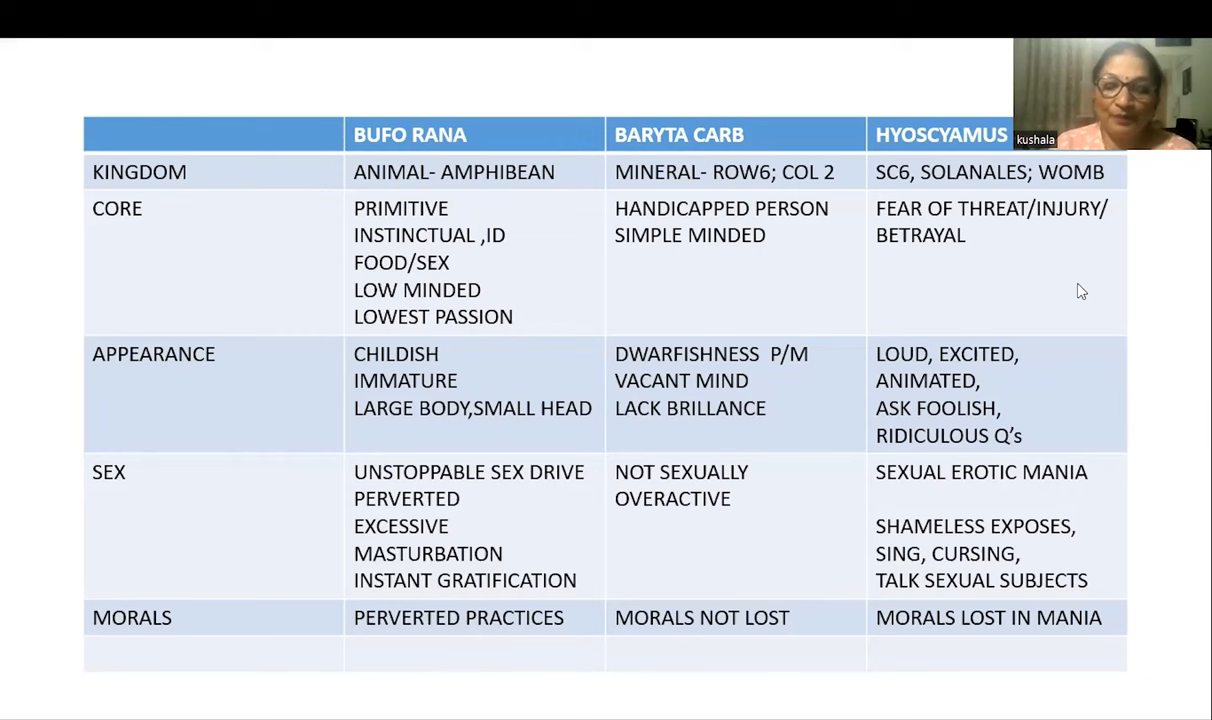 BUFO RANA BARYTA CARB HYOSCYAMUS
kushala
KINGDOM ANIMAL- AMPHIBEAN MINERAL- ROW6; COL 2 SC6, SOLANALES; WOMB
CORE PRIMITIVE HANDICAPPED PERSON FEAR OF THREAT/INJURY/
INSTINCTUAL ,ID SIMPLE MINDED BETRAYAL
FOOD/SEX
LOW MINDED
LOWEST PASSION
APPEARANCE CHILDISH DWARFISHNESS P/M LOUD, EXCITED,
IMMATURE VACANT MIND ANIMATED,
LARGE BODY,SMALL HEAD LACK BRILLANCE ASK FOOLISH,
RIDICULOUS Q's
SEX UNSTOPPABLE SEX DRIVE NOT SEXUALLY SEXUAL EROTIC MANIA
PERVERTED OVERACTIVE
EXCESSIVE SHAMELESS EXPOSES,
MASTURBATION SING, CURSING,
INSTANT GRATIFICATION TALK SEXUAL SUBJECTS
MORALS PERVERTED PRACTICES MORALS NOT LOST MORALS LOST IN MANIA